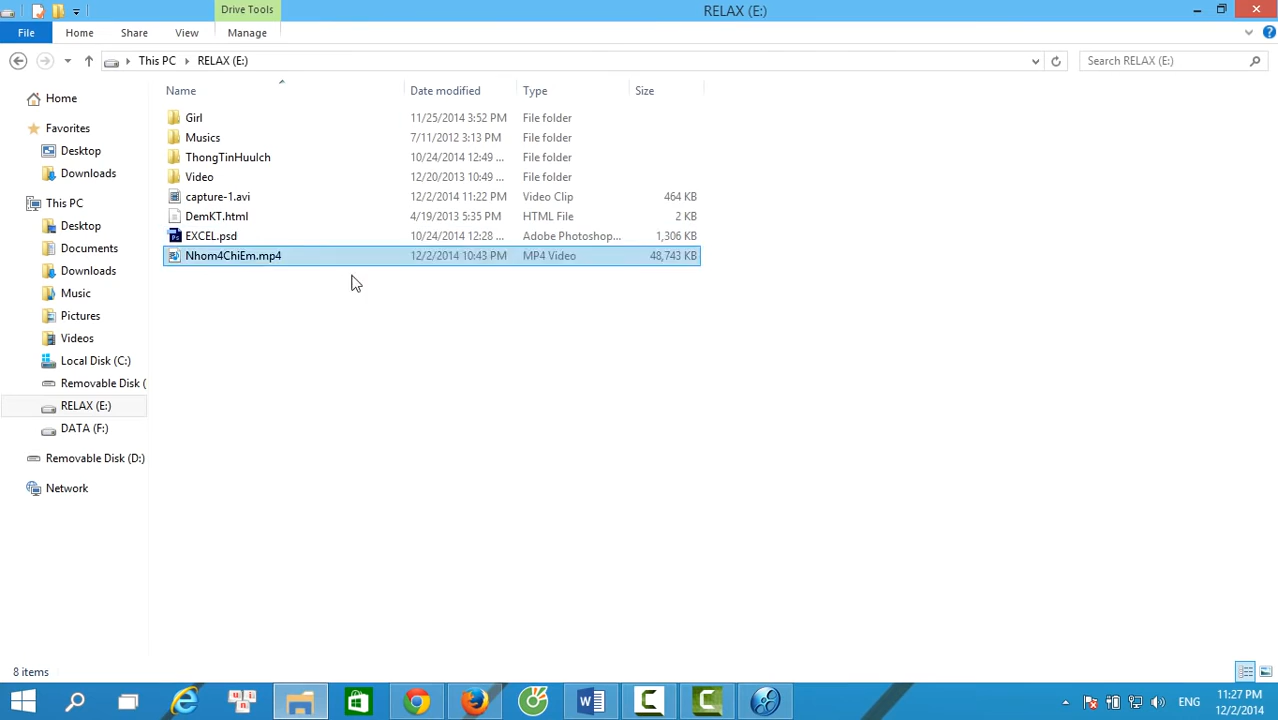 Drive Tools
RELAX (E:)
File Home Share View Manage
This PC RELAX (E:)
Search RELAX (E:)
Name Date modified Type Size
Girl 11/25/2014 3:52 PM File folder
Musics 7/11/2012 3:13 PM File folder
ThongTinHuuIch 10/24/2014 12:49 ... File folder
Video 12/20/2013 10:49 ... File folder
capture-1.avi 12/2/2014 11:22 PM Video Clip 464 KB
DemKT.html 4/19/2013 5:35 PM HTML File 2 KB
EXCEL.psd 10/24/2014 12:28 ... Adobe Photoshop... 1,306 KB
Nhom4ChiEm.mp4 12/2/2014 10:43 PM MP4 Video 48,743 KB
Home
Favorites
Desktop
Downloads
This PC
Desktop
Documents
Downloads
Music
Pictures
Videos
Local Disk (C:)
Removable Disk (
RELAX (E:)
DATA (F:)
Removable Disk (D:)
Network
8 items
ENG
11:27 PM
12/2/2014